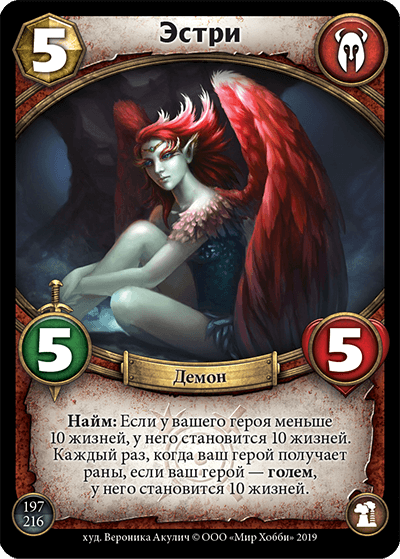 5
Эстри
5
5
Демон
Найм: Если у вашего героя меньше
10 жизней, у него становится 10 жизней.
Каждый раз, когда ваш герой получает
раны, если ваш герой — голем,
у него становится 10 жизней.
197
216
худ. Вероника Акулич © ООО «Мир Хобби» 2019